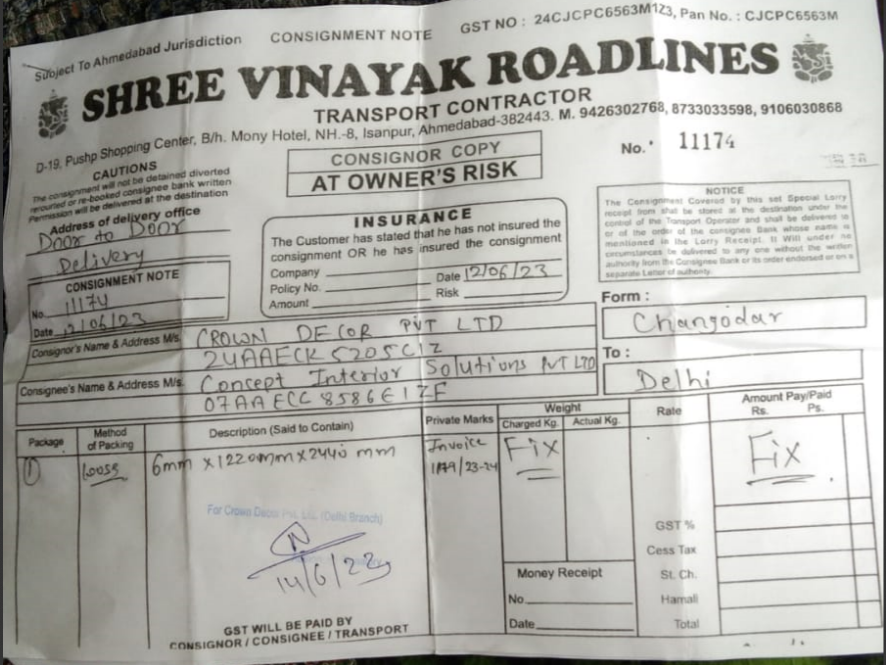 Subject To Ahmedabad Jurisdiction CONSIGNMENT NOTE GST NO : 24CJCPC6563M1Z3, Pan No. : CJCPC6563M
SHREE VINAYAK ROADLINES
TRANSPORT CONTRACTOR
D-19, Pushp Shopping Center, B/h. Mony Hotel, NH.-8, Isanpur, Ahmedabad-382443. M. 9426302768, 8733033598, 9106030868
CAUTIONS
The consignment will not be detained diverted
rerouted or re-booked consignee bank written
Permission will be delivered at the destination
Address of delivery office
Door to Door
Delivery
CONSIGNOR COPY
AT OWNER'S RISK
No. 11174
NOTICE
The Consignment Covered by this set Special Lorry
receipt from shall be stored at the destination under the
control of the Transport Operator and shall be delivered to
or of the order of the consignee Bank whose name is
mentioned in the Lorry Receipt. It Will under no
circumstances be delivered to any one without the written
authority from the Consignee Bank or its order endorsed or on a
separate Letter of authority.
INSURANCE
The Customer has stated that he has not insured the
consignment OR he has insured the consignment
Company Date 12/06/23
Policy No. Risk
Amount
CONSIGNMENT NOTE
No. 11174
Date 12/06/23
Form :
Changodar
To :
Delhi
Consignor's Name & Address M/s. CROWN DECOR PVT LTD
24AAECK5205C1Z
Consignee's Name & Address M/s. Concept Interior Solutions PVT LTD
07AAECC8586E1ZF
Package Method of Packing Description (Said to Contain) Private Marks Weight Charged Kg. Actual Kg. Rate Amount Pay/Paid Rs. Ps.
1 Loose 6mm x 1220mm x 2440 mm Invoice Fix Fix
/23-24
For Crown Decor Pvt. Ltd. (Delhi Branch)
14/6/23
GST %
Cess Tax
Money Receipt St. Ch.
No. Hamali
Date Total
GST WILL BE PAID BY
CONSIGNOR / CONSIGNEE / TRANSPORT